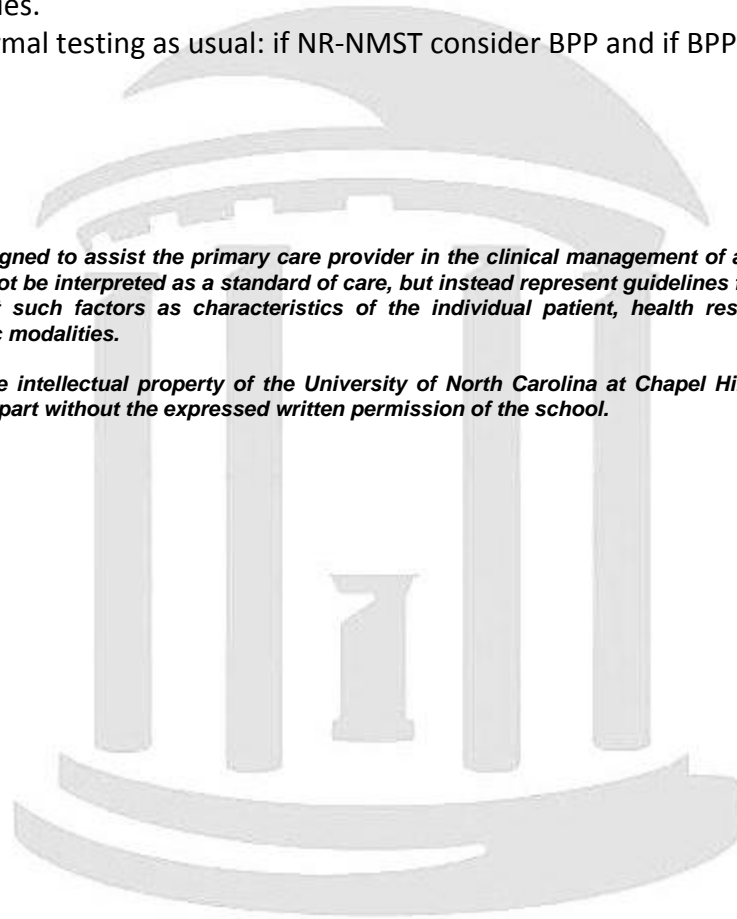 ies.
rmal testing as usual: if NR-NMST consider BPP and if BPP
gned to assist the primary care provider in the clinical management of a
ot be interpreted as a standard of care, but instead represent guidelines
such factors as characteristics of the individual patient, health res
c modalities.
e intellectual property of the University of North Carolina at Chapel Hi
part without the expressed written permission of the school.